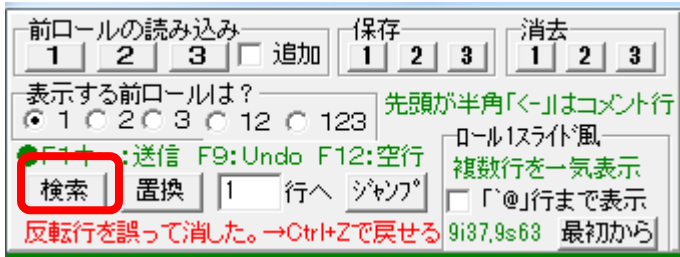 前ロールの読み込み
1 2 3 追加
保存
1 2 3
消去
1 2 3
表示する前ロールは？
1 2 3 12 123
先頭が半角「<-」はコメント行
●F1 :送信 F9:Undo F12:空行
検索 置換 1 行へ ジャンプ
反転行を誤って消した。→Ctrl+Zで戻せる
ロール1スライド風
複数行を一気表示
「`@」行まで表示
9i37,9s63 最初から